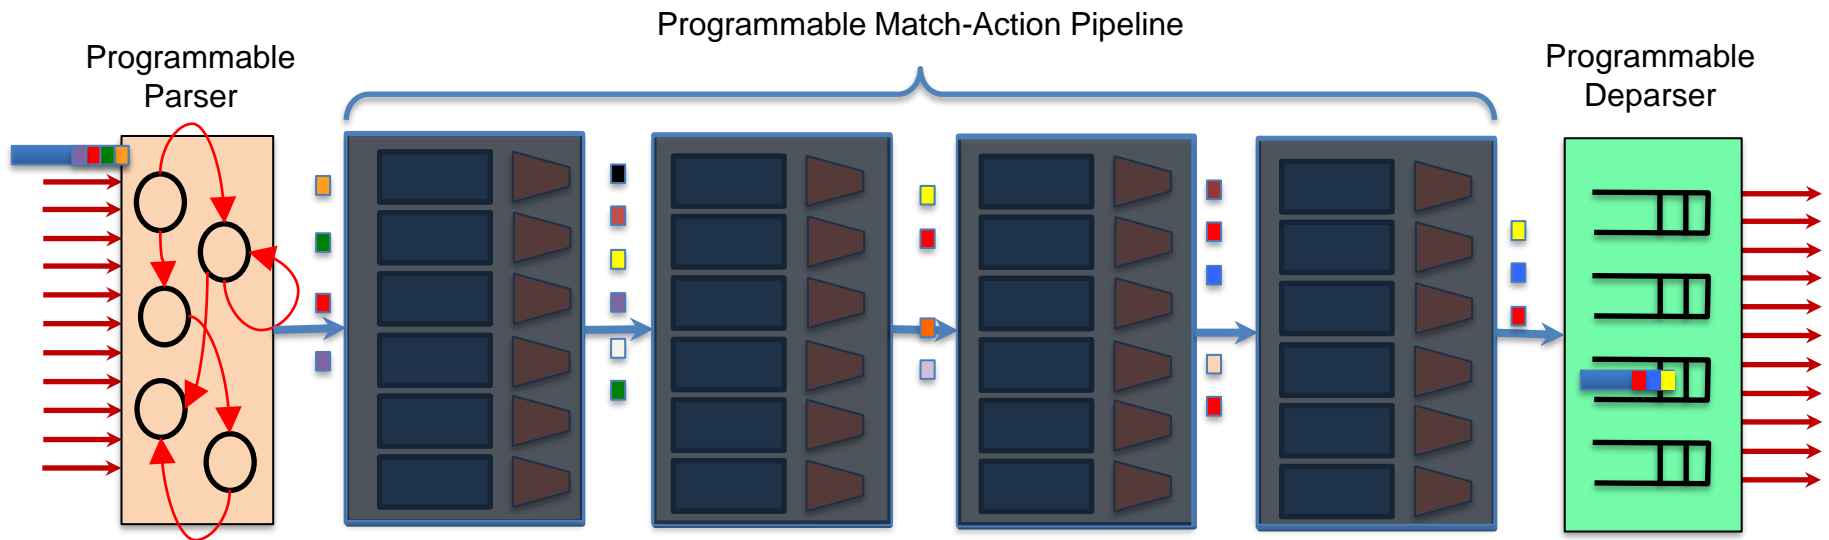 Programmable Match-Action Pipeline
Programmable
Parser
Programmable
Deparser